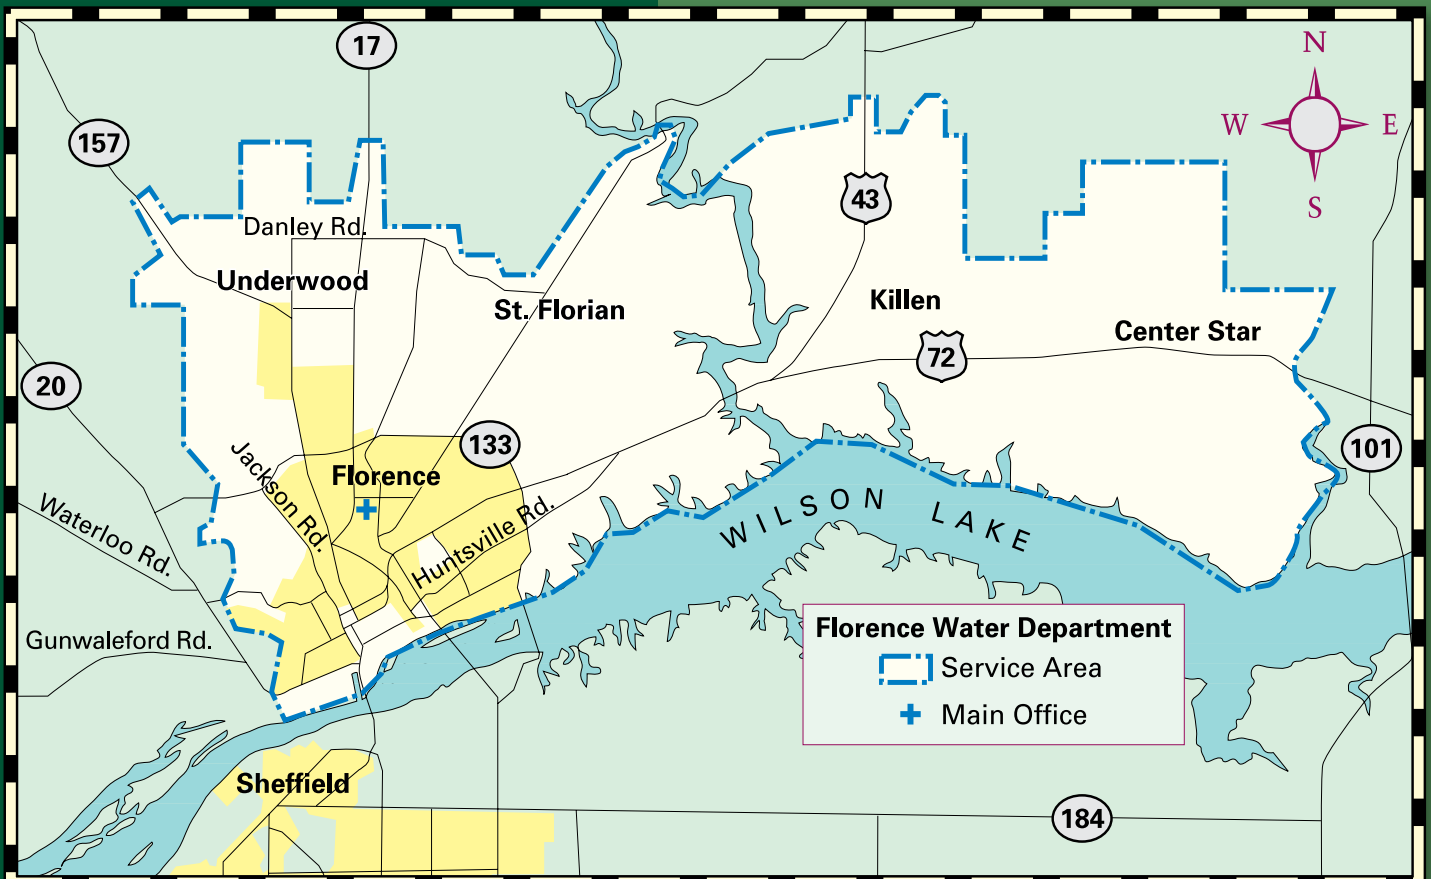 17
N
W E
S
157
43
Danley Rd.
Underwood
St. Florian
Killen
Center Star
72
20
133
101
Jackson Rd.
Florence
Huntsville Rd.
Waterloo Rd.
WILSON LAKE
Gunwaleford Rd.
Florence Water Department
Service Area
Main Office
Sheffield
184